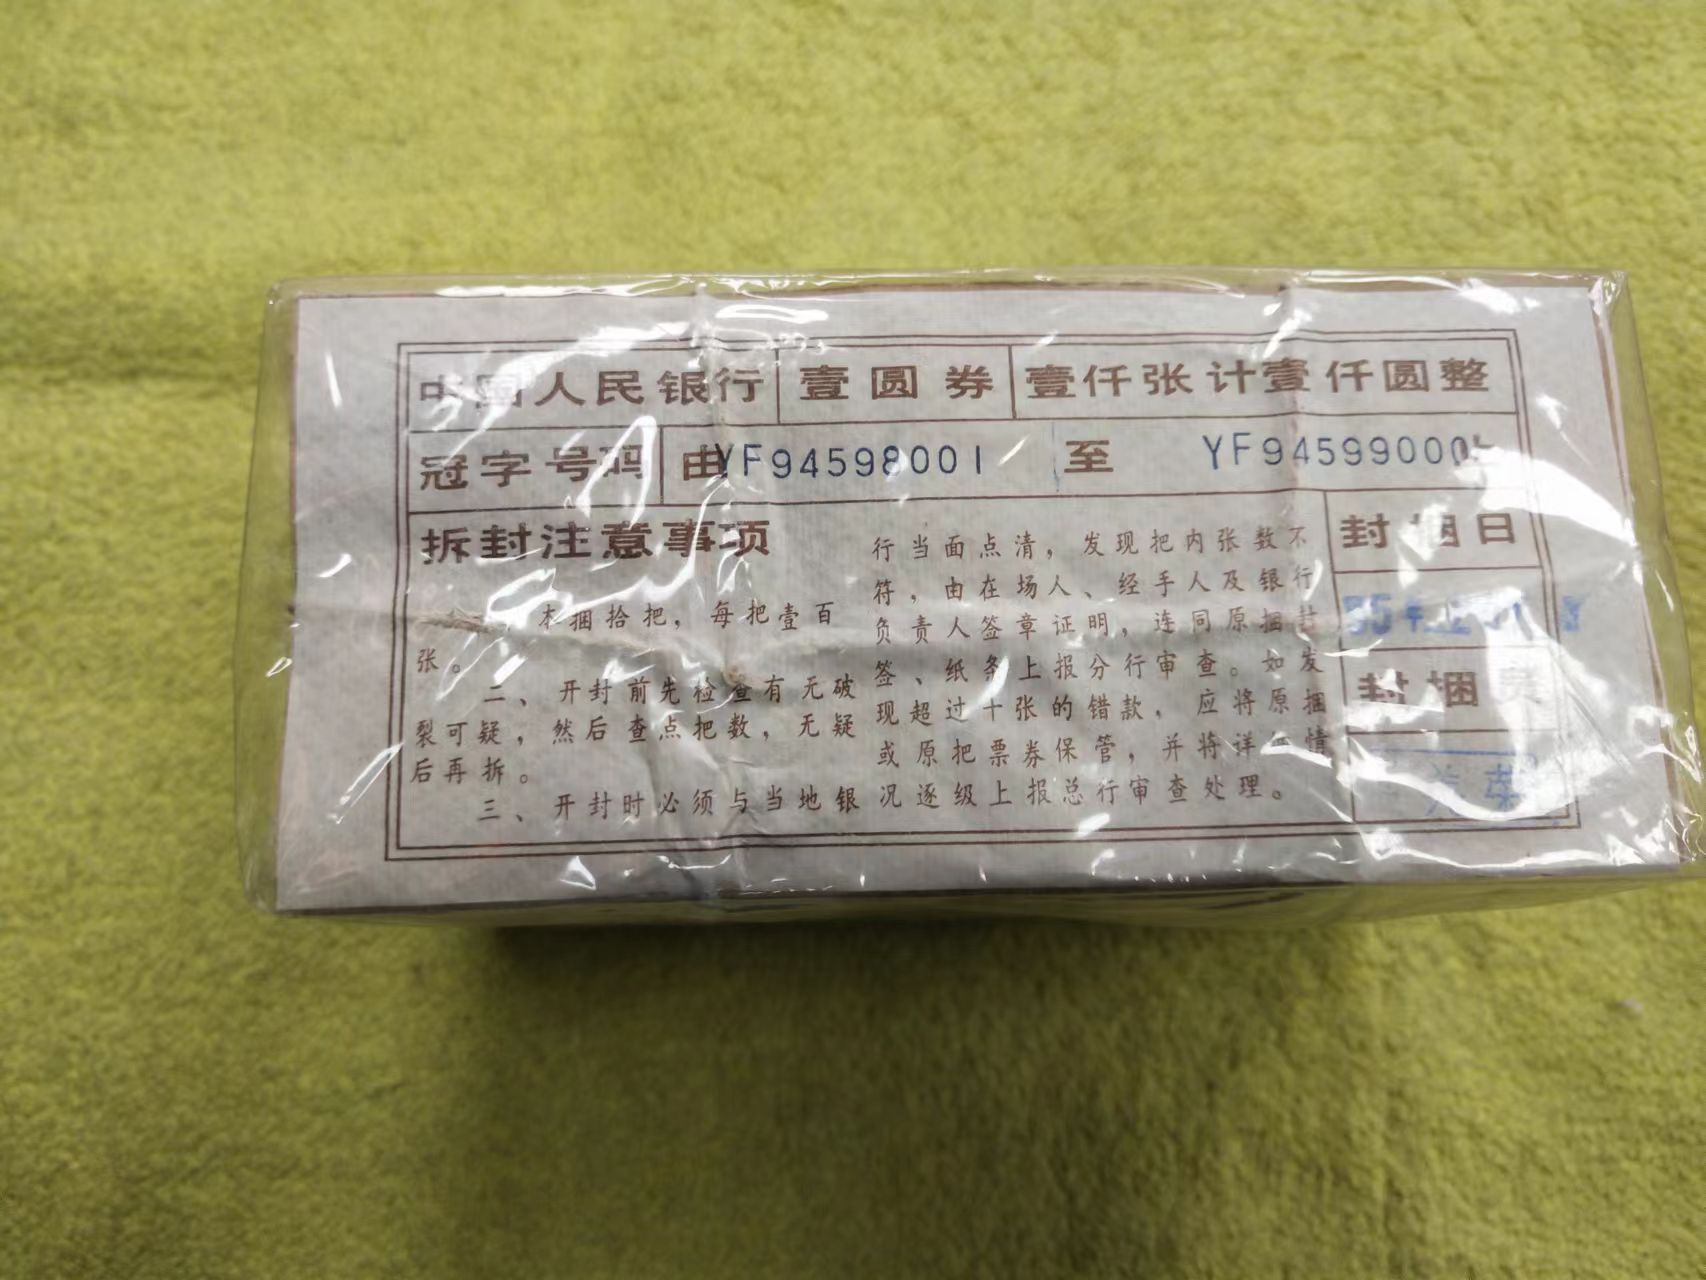 中国人民银行 壹圆券 壹仟张计壹仟圆整
冠字号码 由YF94598001 至 YF94599000
拆封注意事项
本捆拾把，每把壹百
张。
二、开封前先检查有无破
裂可疑，然后查点把数，无疑
后再拆。
三、开封时必须与当地银
行当面点清，发现把内张数不
符，由在场人、经手人及银行
负责人签章证明，连同原捆封
签、纸条上报分行审查。如发
现超过十张的错款，应将原捆
或原把票券保管，并将详细情
况逐级上报总行审查处理。
封捆日
封捆